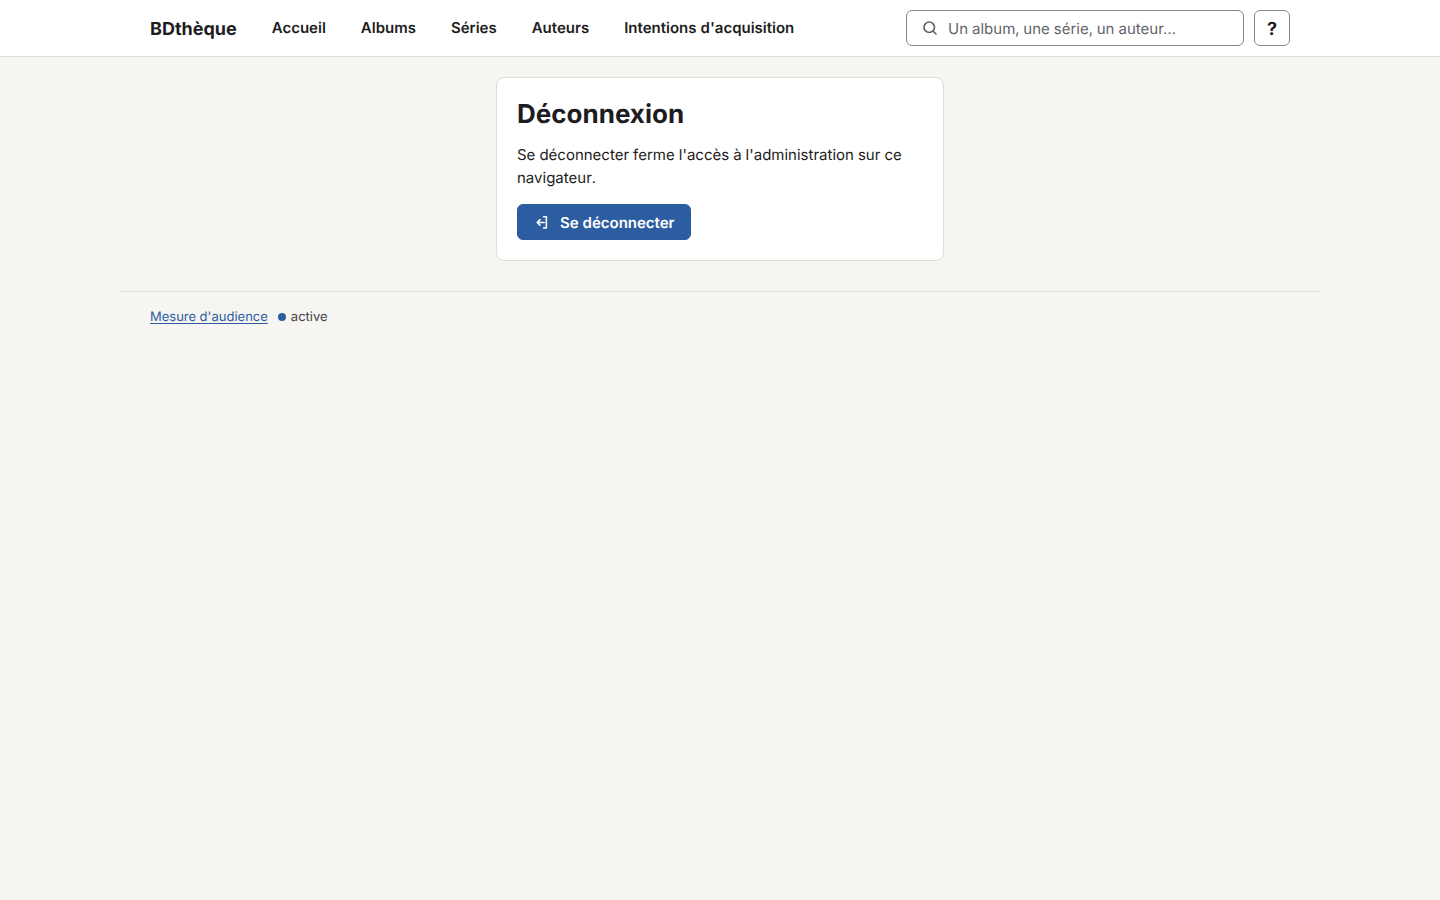 BDthèque Accueil Albums Séries Auteurs Intentions d'acquisition Un album, une série, un auteur... ?
Déconnexion
Se déconnecter ferme l'accès à l'administration sur ce
navigateur.
Se déconnecter
Mesure d'audience active